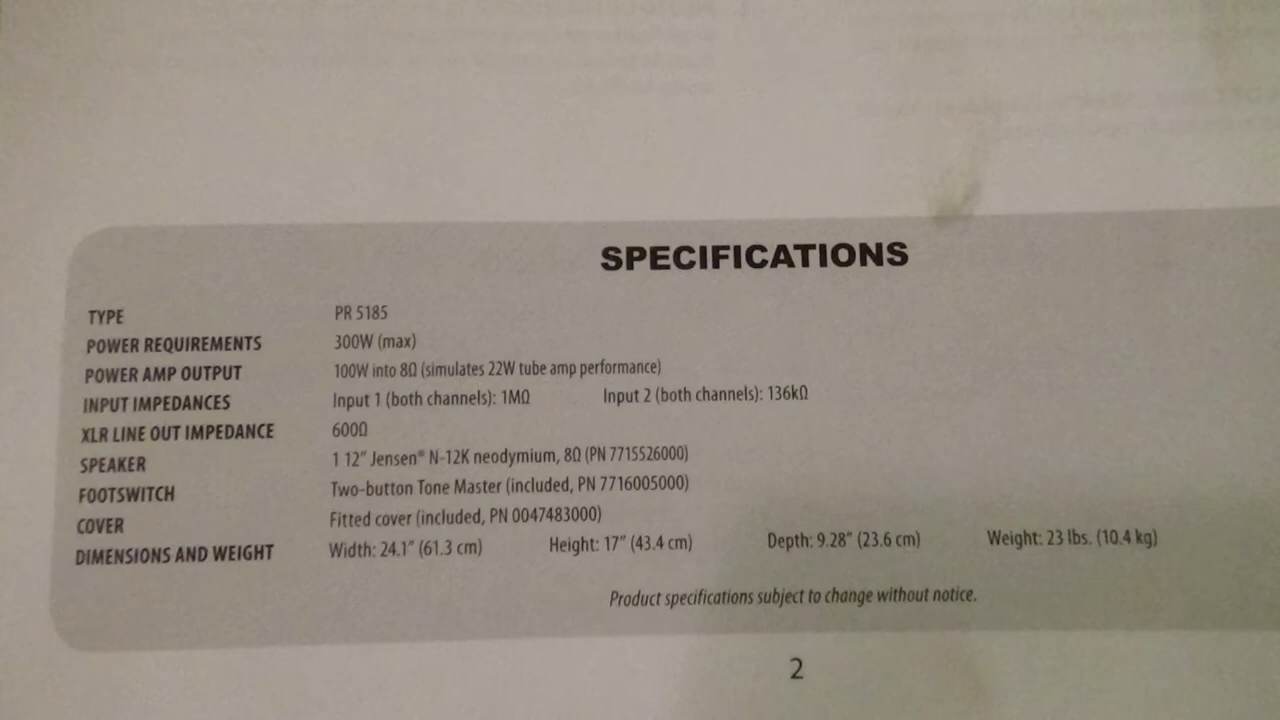 SPECIFICATIONS
TYPE PR 5185
POWER REQUIREMENTS 300W (max)
POWER AMP OUTPUT 100W into 8Ω (simulates 22W tube amp performance)
INPUT IMPEDANCES Input 1 (both channels): 1MΩ Input 2 (both channels): 136kΩ
XLR LINE OUT IMPEDANCE 600Ω
SPEAKER 1 12" Jensen® N-12K neodymium, 8Ω (PN 7715526000)
FOOTSWITCH Two-button Tone Master (included, PN 7716005000)
COVER Fitted cover (included, PN 0047483000)
DIMENSIONS AND WEIGHT Width: 24.1" (61.3 cm) Height: 17" (43.4 cm) Depth: 9.28" (23.6 cm) Weight: 23 lbs. (10.4 kg)
Product specifications subject to change without notice.
2